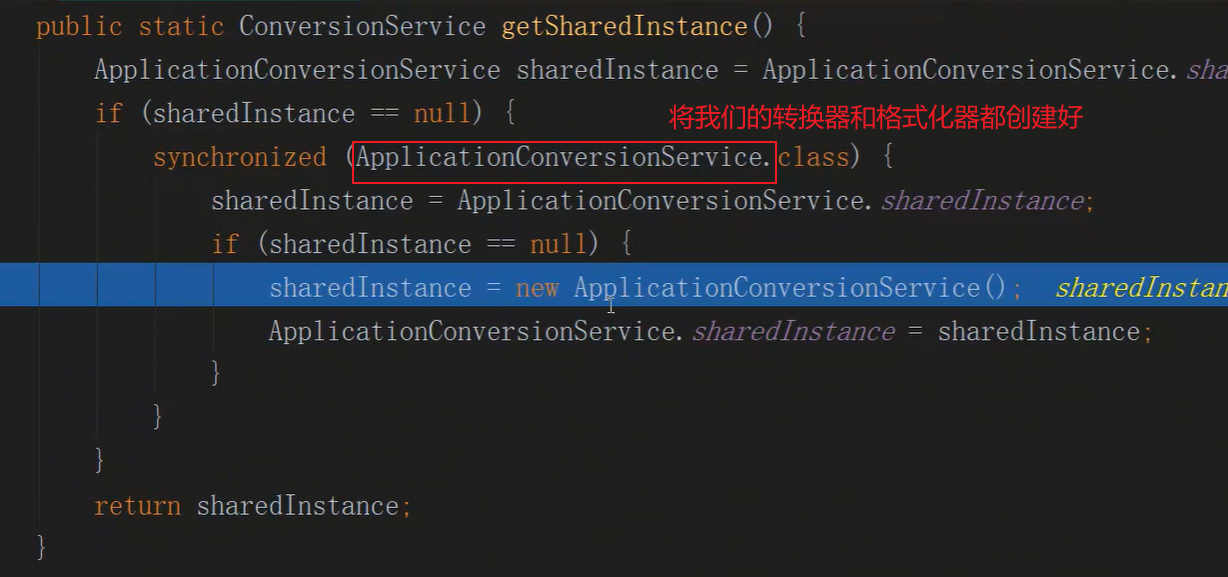 public static ConversionService getSharedInstance() {
ApplicationConversionService sharedInstance = ApplicationConversionService.sha
if (sharedInstance == null) {
将我们的转换器和格式化器都创建好
synchronized (ApplicationConversionService.class) {
sharedInstance = ApplicationConversionService.sharedInstance;
if (sharedInstance == null) {
sharedInstance = new ApplicationConversionService(); sharedInstan
ApplicationConversionService.sharedInstance = sharedInstance;
}
}
}
return sharedInstance;
}